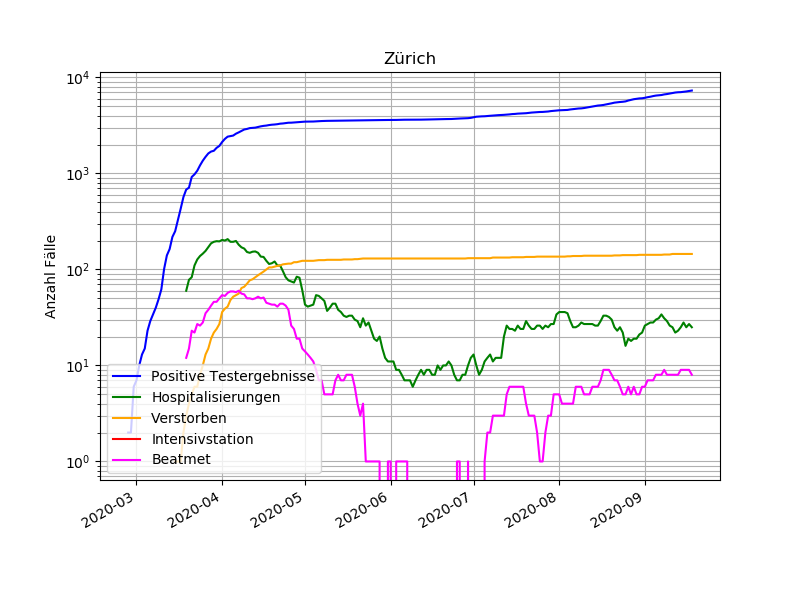 Zürich
Anzahl Fälle
10⁴
10³
10²
10¹
10⁰
Positive Testergebnisse
Hospitalisierungen
Verstorben
Intensivstation
Beatmet
2020-03
2020-04
2020-05
2020-06
2020-07
2020-08
2020-09